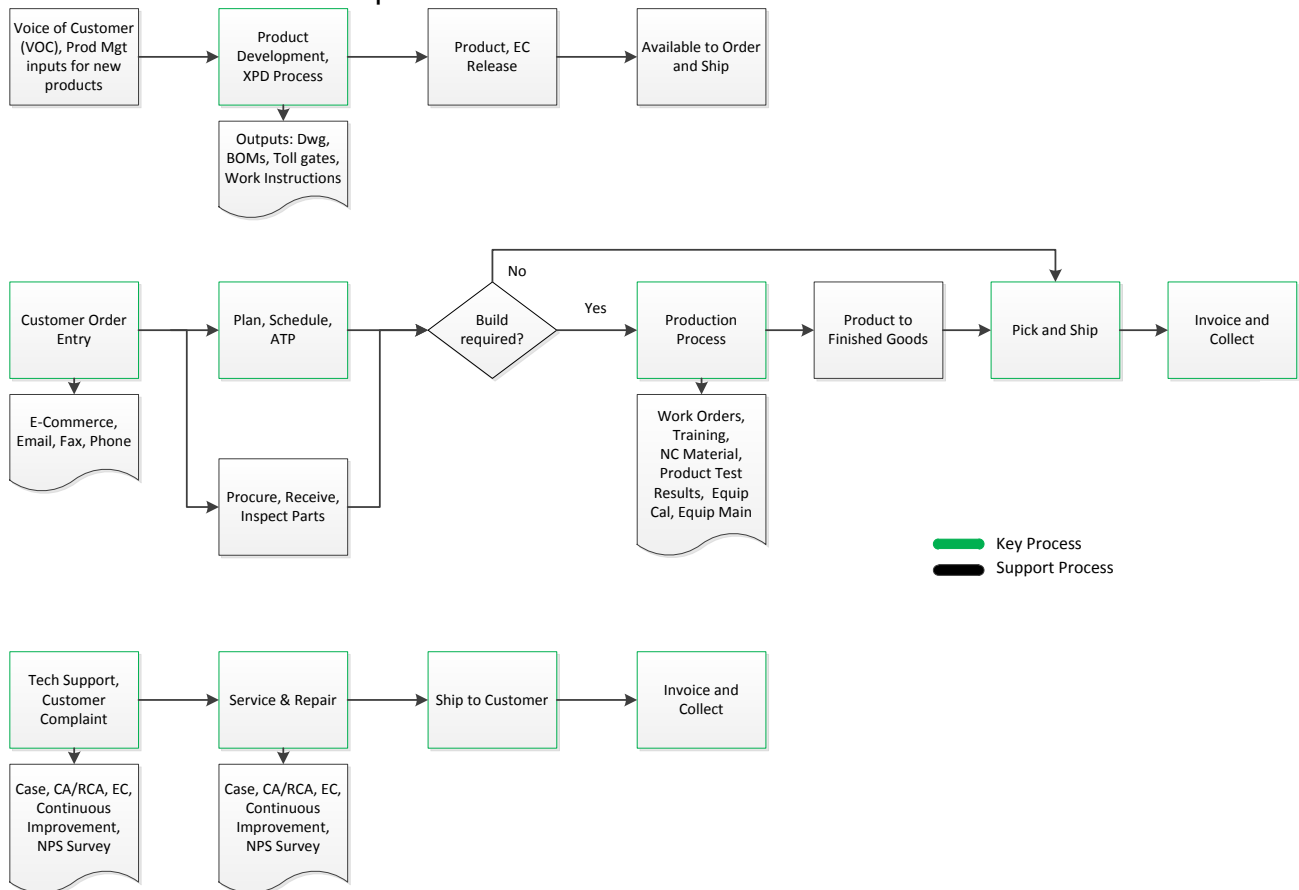 Voice of Customer
(VOC), Prod Mgt
inputs for new
products
Product
Development,
XPD Process
Product, EC
Release
Available to Order
and Ship
Outputs: Dwg,
BOMs, Toll gates,
Work Instructions
No
Customer Order
Entry
Plan, Schedule,
ATP
Build
required?
Yes
Production
Process
Product to
Finished Goods
Pick and Ship
Invoice and
Collect
E-Commerce,
Email, Fax, Phone
Work Orders,
Training,
NC Material,
Product Test
Results, Equip
Cal, Equip Main
Procure, Receive,
Inspect Parts
Key Process
Support Process
Tech Support,
Customer
Complaint
Service & Repair
Ship to Customer
Invoice and
Collect
Case, CA/RCA, EC,
Continuous
Improvement,
NPS Survey
Case, CA/RCA, EC,
Continuous
Improvement,
NPS Survey